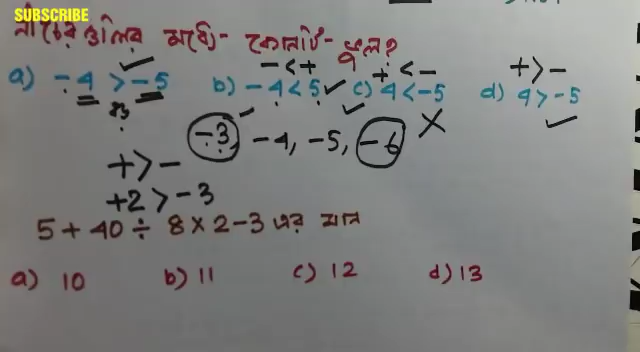 SUBSCRIBE
নীচের গুলির মধ্যে- কোনটি- ভুল?
a) -4 > -5 b) -4 < 5 c) 4 < -5 d) 4 > -5
- < + + < - + > -
-3, -4, -5, -6
+ > -
+2 > -3
5 + 40 ÷ 8 × 2 - 3 এর মান
a) 10 b) 11 c) 12 d) 13